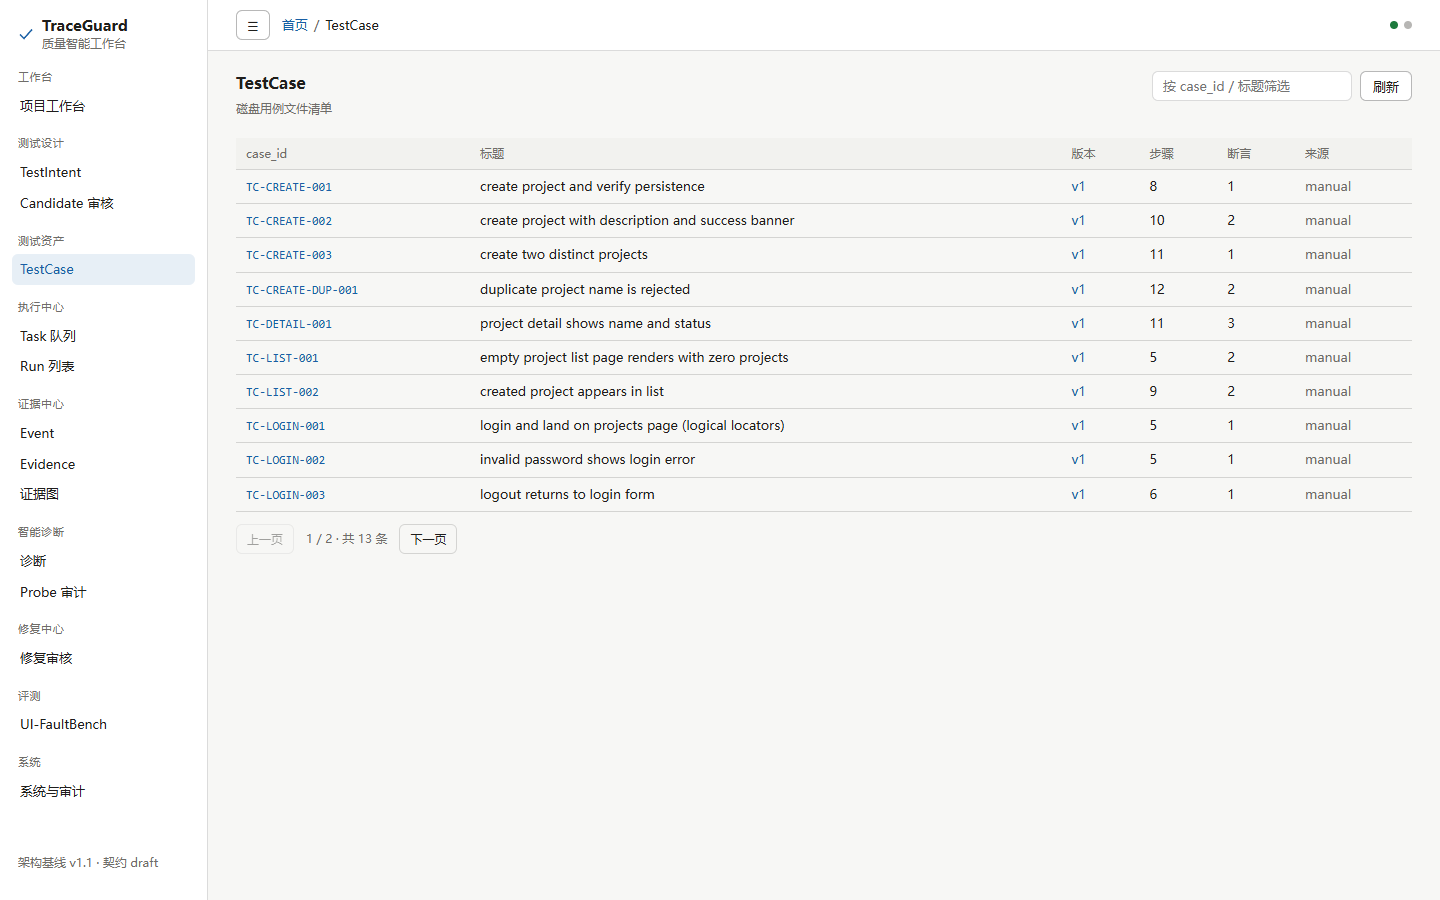 TraceGuard
质量智能工作台
工作台
项目工作台
测试设计
TestIntent
Candidate 审核
测试资产
TestCase
执行中心
Task 队列
Run 列表
证据中心
Event
Evidence
证据图
智能诊断
诊断
Probe 审计
修复中心
修复审核
评测
UI-FaultBench
系统
系统与审计
架构基线 v1.1 · 契约 draft
☰ 首页 / TestCase
TestCase
磁盘用例文件清单
按 case_id / 标题筛选 刷新
case_id 标题 版本 步骤 断言 来源
TC-CREATE-001 create project and verify persistence v1 8 1 manual
TC-CREATE-002 create project with description and success banner v1 10 2 manual
TC-CREATE-003 create two distinct projects v1 11 1 manual
TC-CREATE-DUP-001 duplicate project name is rejected v1 12 2 manual
TC-DETAIL-001 project detail shows name and status v1 11 3 manual
TC-LIST-001 empty project list page renders with zero projects v1 5 2 manual
TC-LIST-002 created project appears in list v1 9 2 manual
TC-LOGIN-001 login and land on projects page (logical locators) v1 5 1 manual
TC-LOGIN-002 invalid password shows login error v1 5 1 manual
TC-LOGIN-003 logout returns to login form v1 6 1 manual
上一页 1 / 2 · 共 13 条 下一页